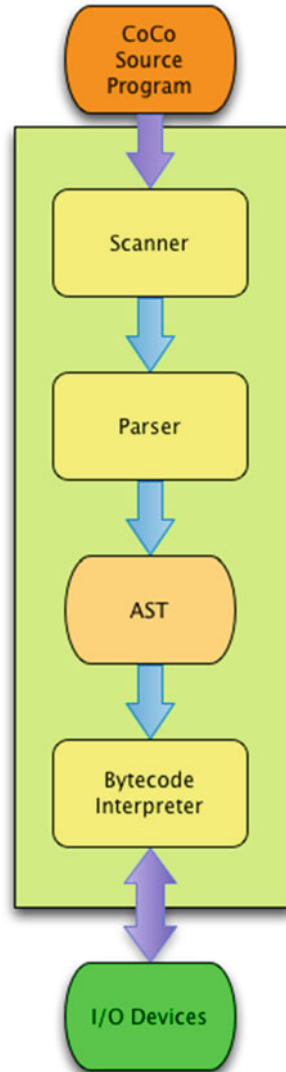 CoCo
Source
Program
Scanner
Parser
AST
Bytecode
Interpreter
I/O Devices